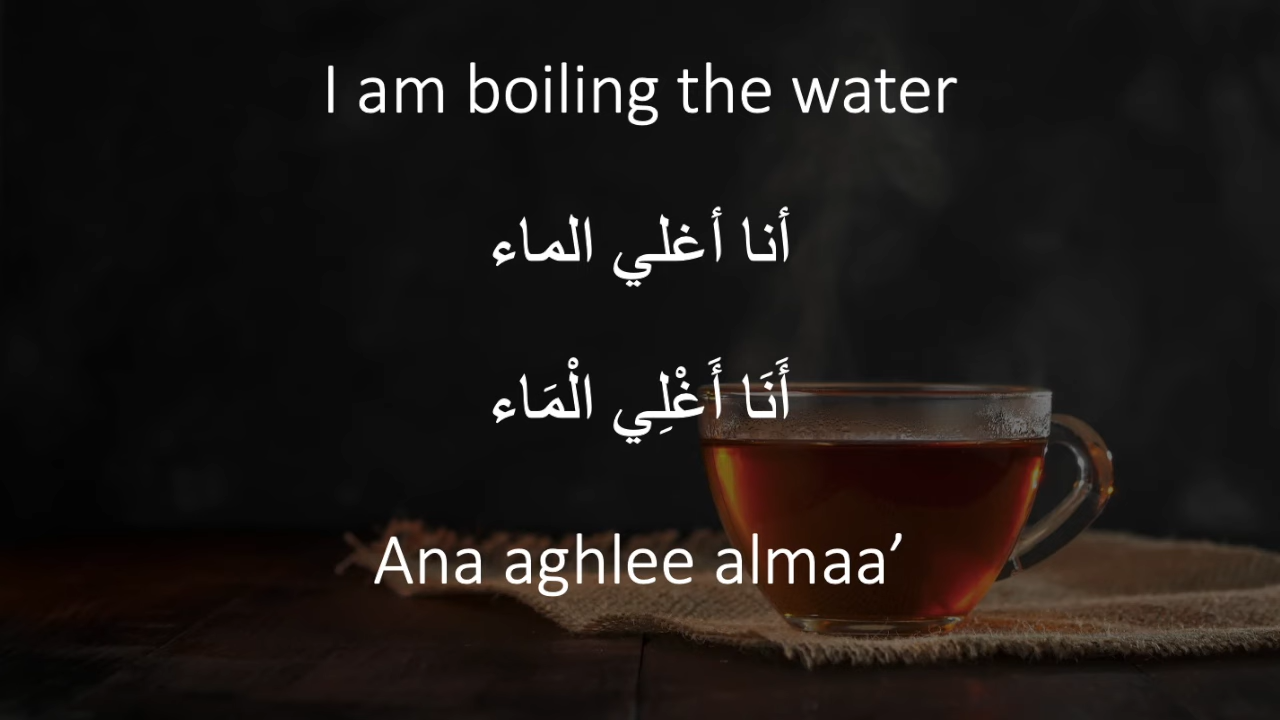 I am boiling the water
أنا أغلي الماء
أَنَا أَغْلِي الْمَاء
Ana aghlee almaa’